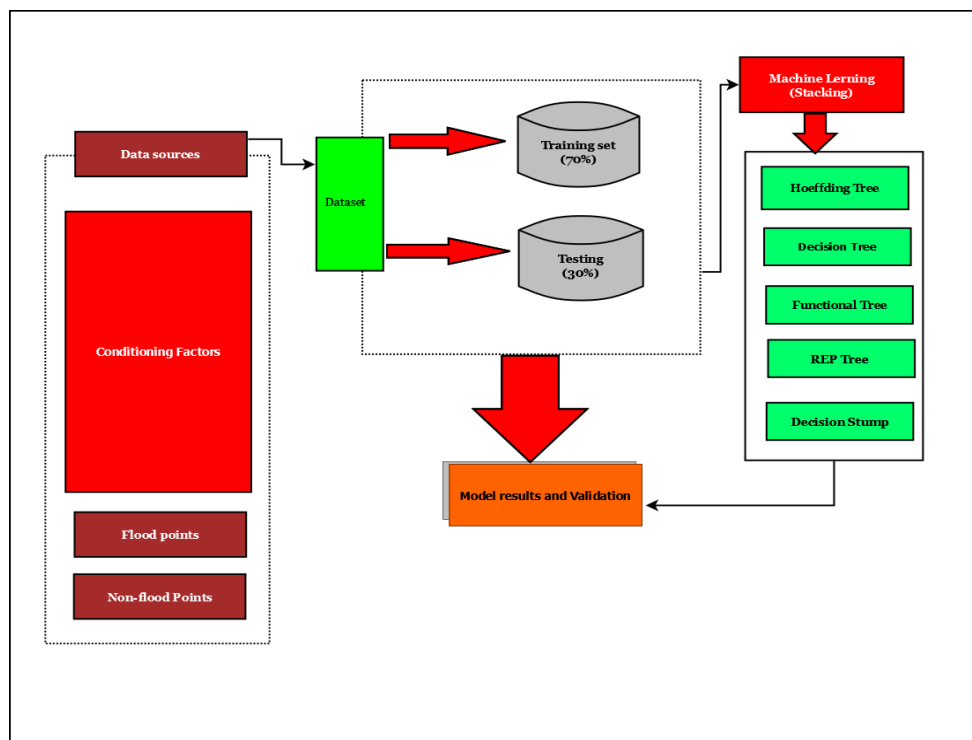 Data sources
Conditioning Factors
Flood points
Non-flood Points
Dataset
Training set
(70%)
Testing
(30%)
Machine Lerning
(Stacking)
Hoeffding Tree
Decision Tree
Functional Tree
REP Tree
Decision Stump
Model results and Validation